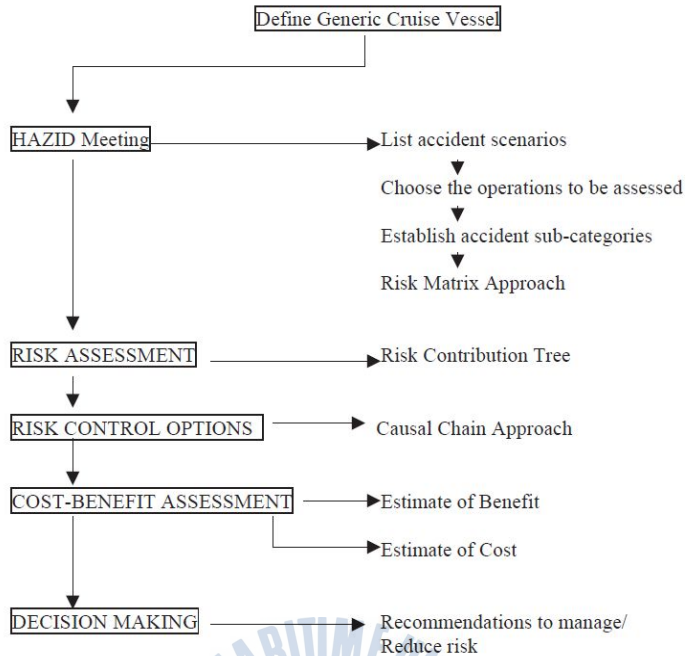 Define Generic Cruise Vessel
HAZID Meeting
List accident scenarios
Choose the operations to be assessed
Establish accident sub-categories
Risk Matrix Approach
RISK ASSESSMENT
Risk Contribution Tree
RISK CONTROL OPTIONS
Causal Chain Approach
COST-BENEFIT ASSESSMENT
Estimate of Benefit
Estimate of Cost
DECISION MAKING
Recommendations to manage/
Reduce risk